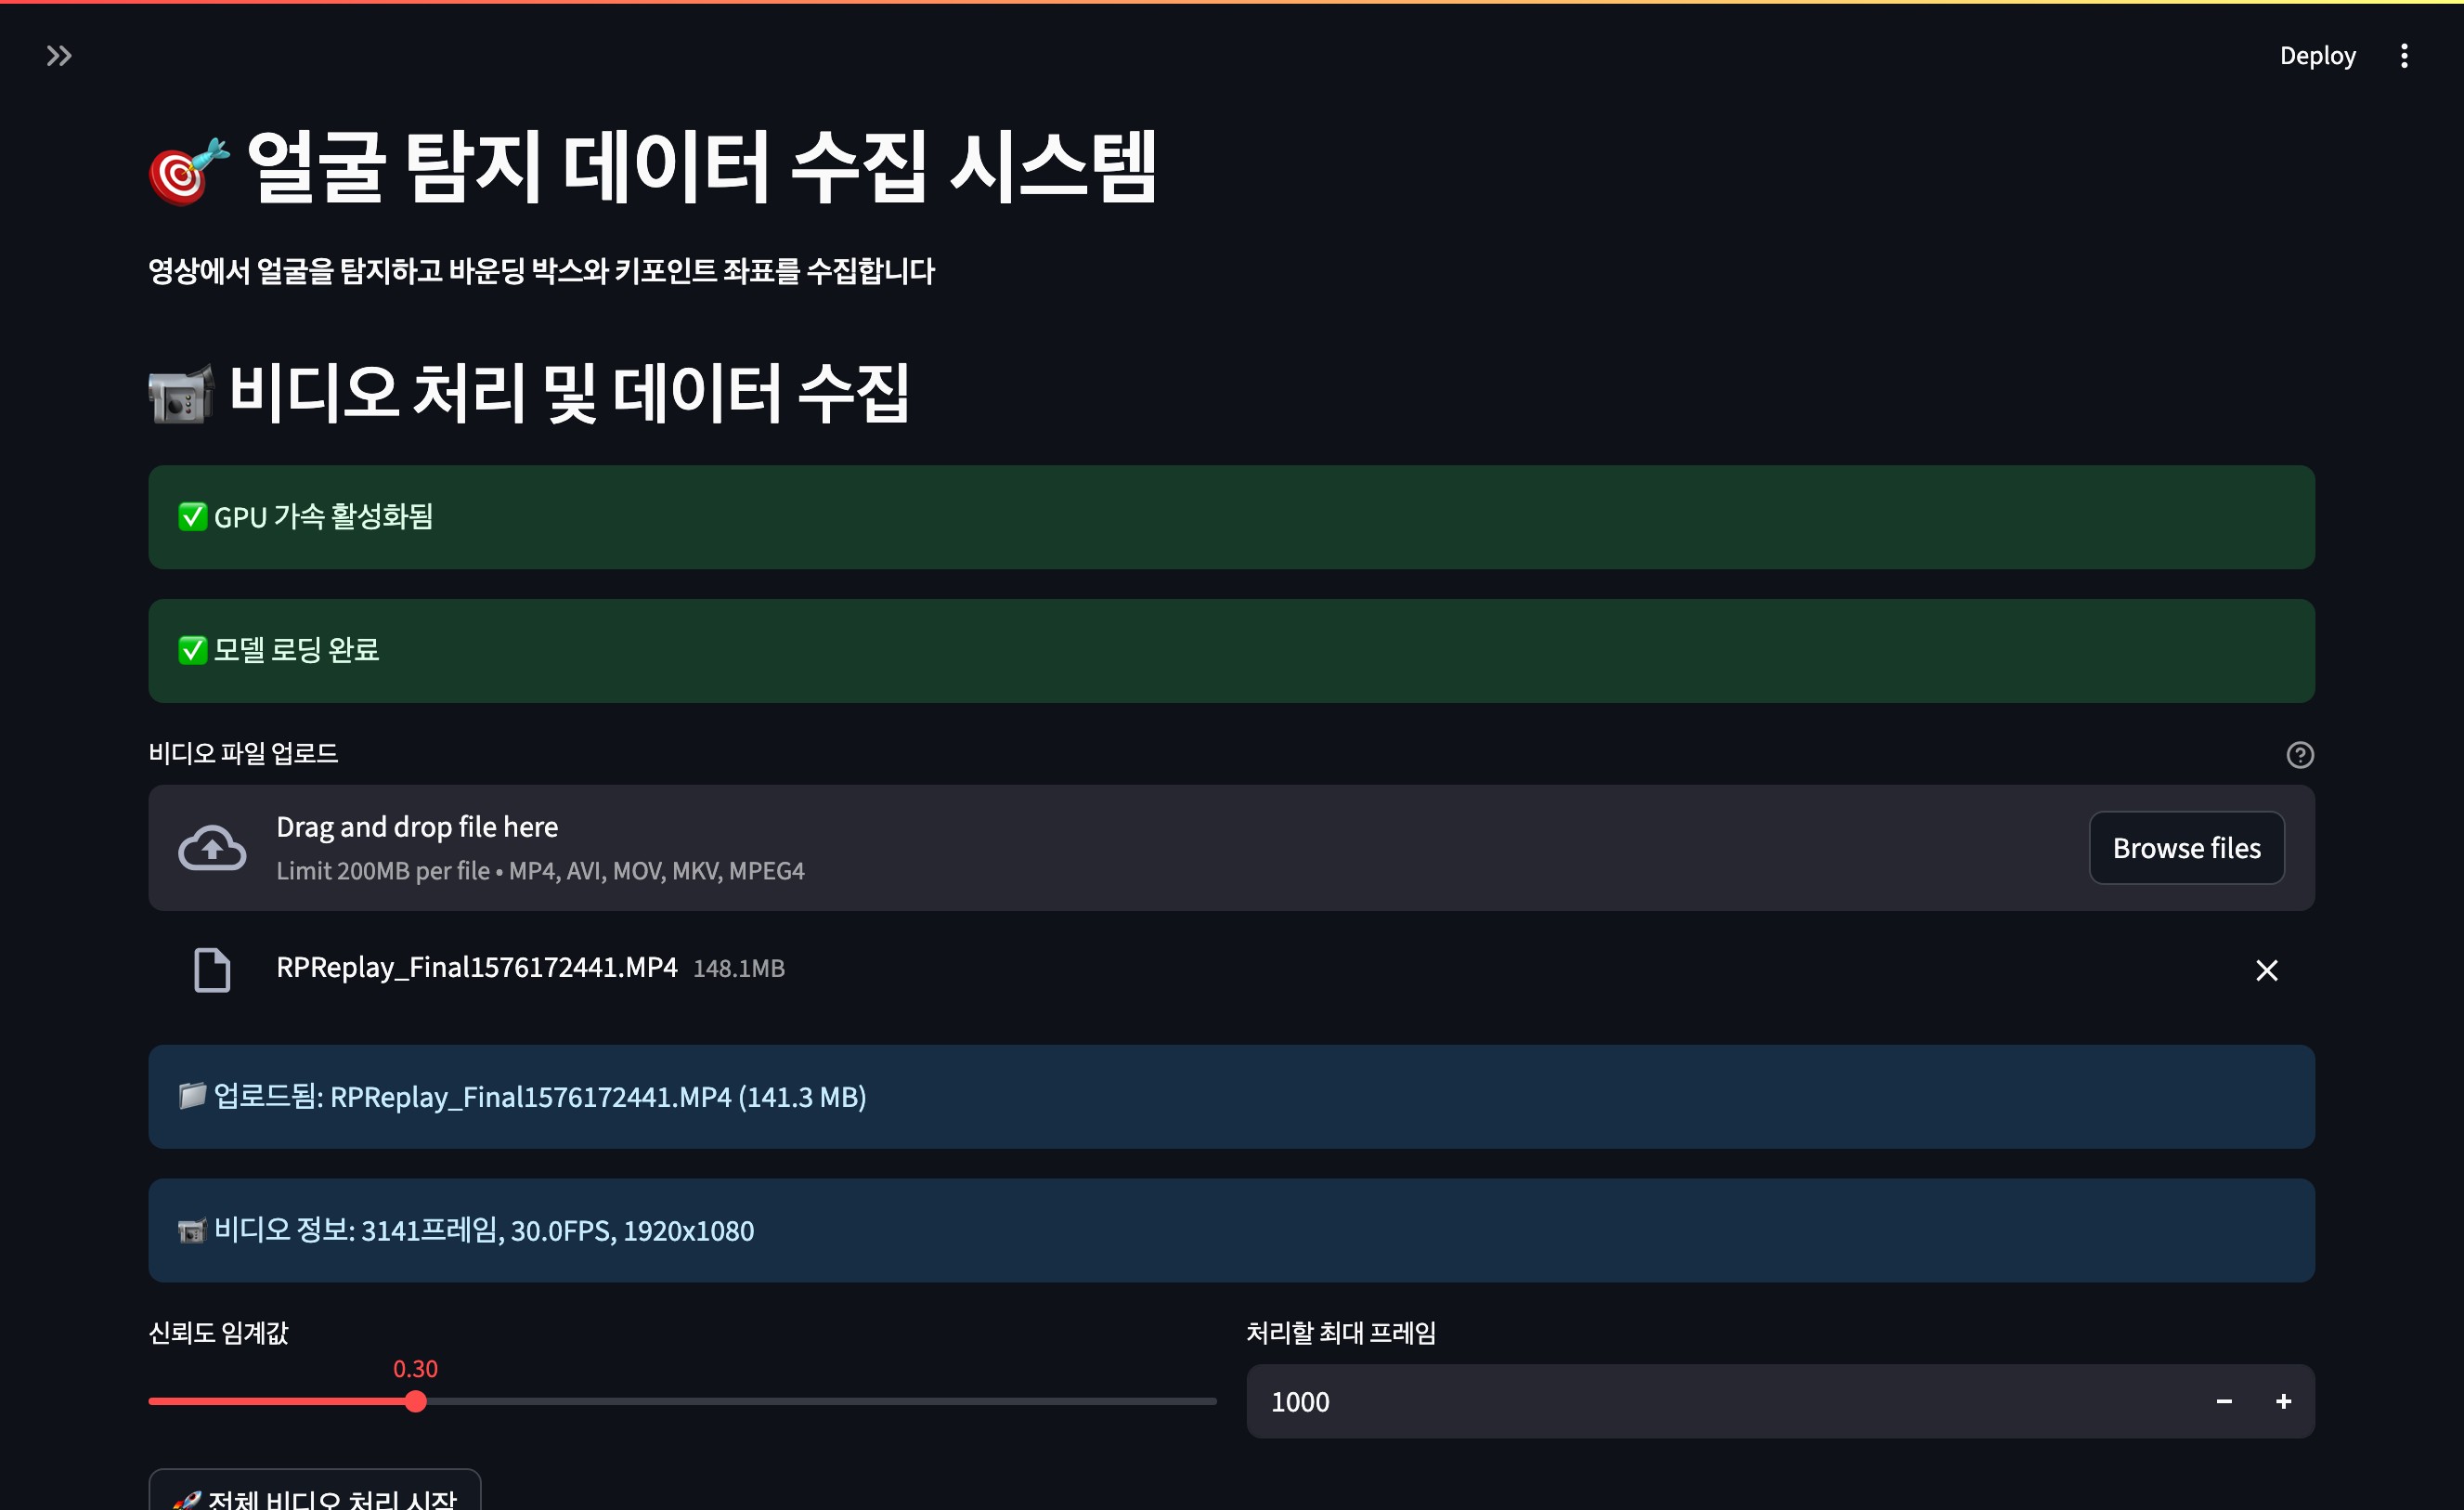 Deploy
얼굴 탐지 데이터 수집 시스템
영상에서 얼굴을 탐지하고 바운딩 박스와 키포인트 좌표를 수집합니다
비디오 처리 및 데이터 수집
GPU 가속 활성화됨
모델 로딩 완료
비디오 파일 업로드
Drag and drop file here
Limit 200MB per file • MP4, AVI, MOV, MKV, MPEG4
Browse files
RPReplay_Final1576172441.MP4 148.1MB
업로드됨: RPReplay_Final1576172441.MP4 (141.3 MB)
비디오 정보: 3141프레임, 30.0FPS, 1920x1080
신뢰도 임계값
0.30
처리할 최대 프레임
1000
전체 비디오 처리 시작